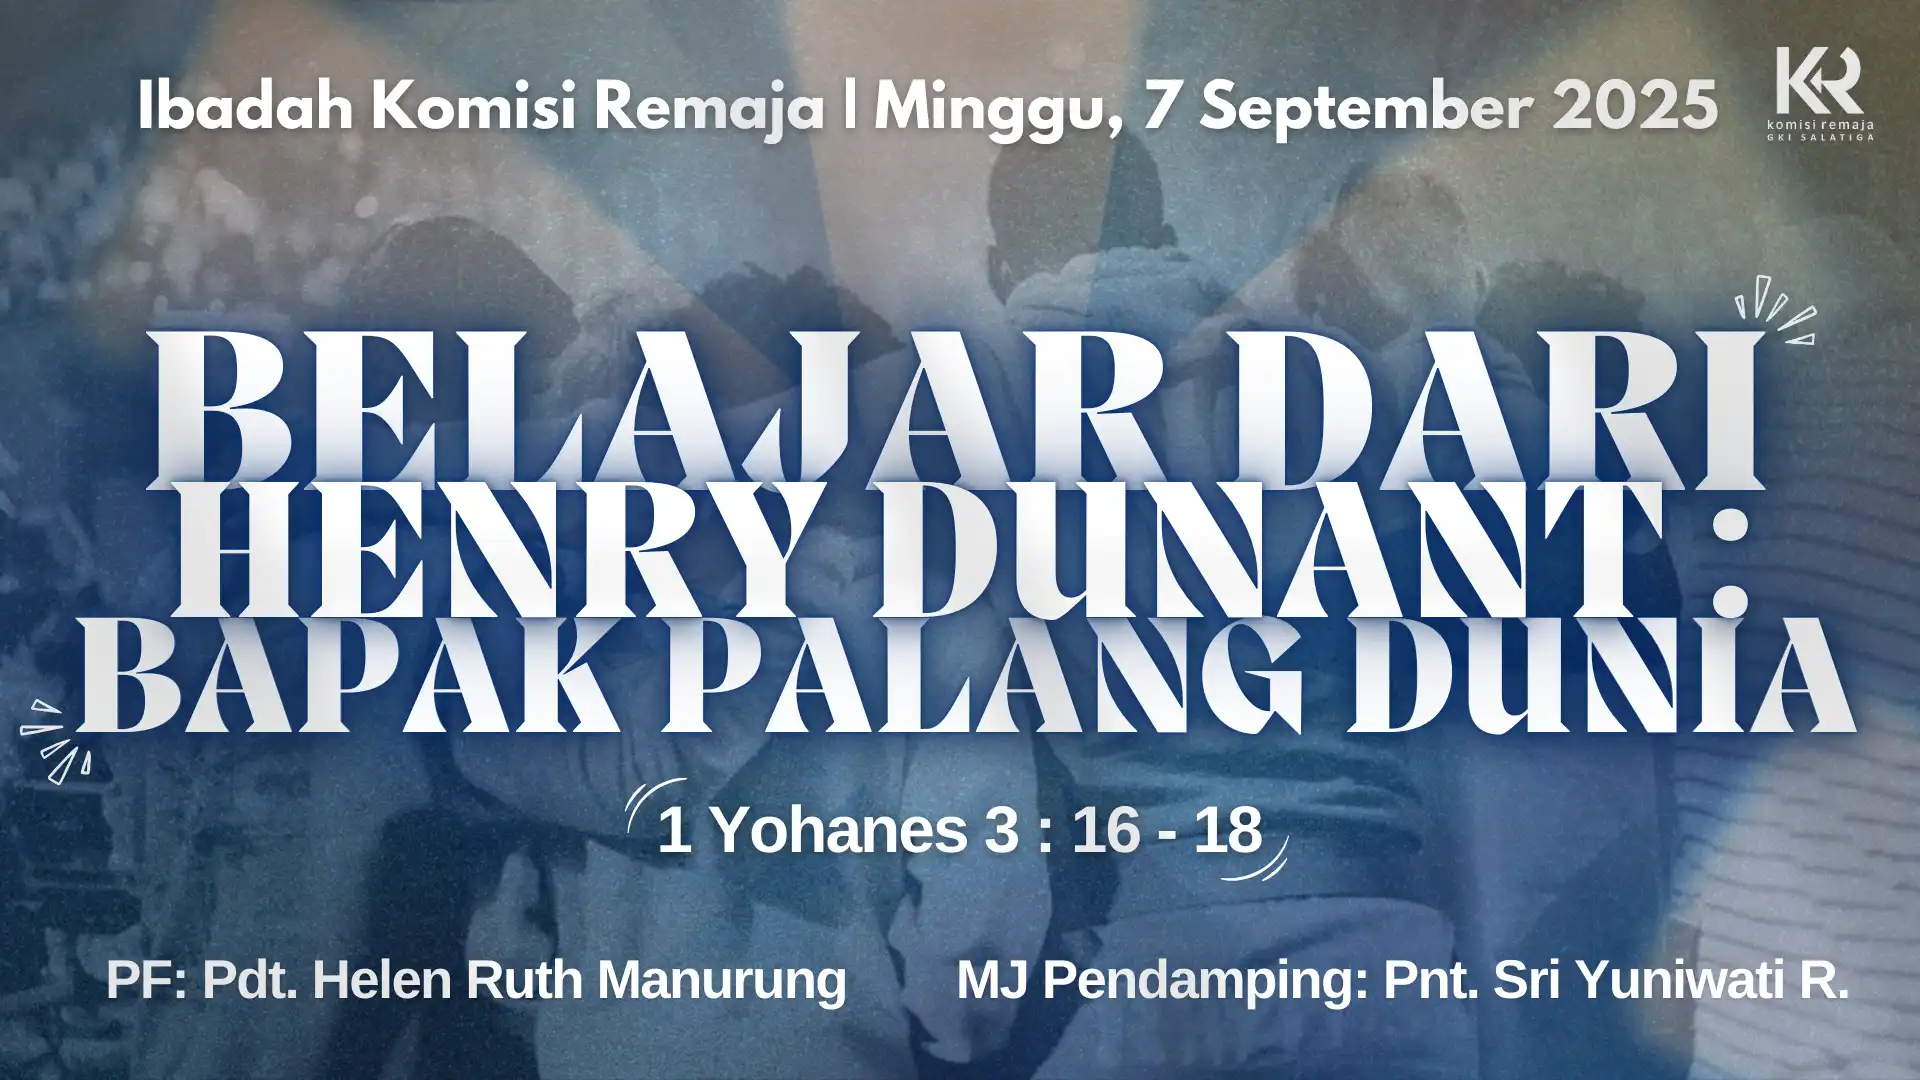 Ibadah Komisi Remaja | Minggu, 7 September 2025
KR
komisi remaja
GKI SALATIGA
BELAJAR DARI
HENRY DUNANT :
BAPAK PALANG DUNIA
1 Yohanes 3 : 16 - 18
PF: Pdt. Helen Ruth Manurung
MJ Pendamping: Pnt. Sri Yuniwati R.